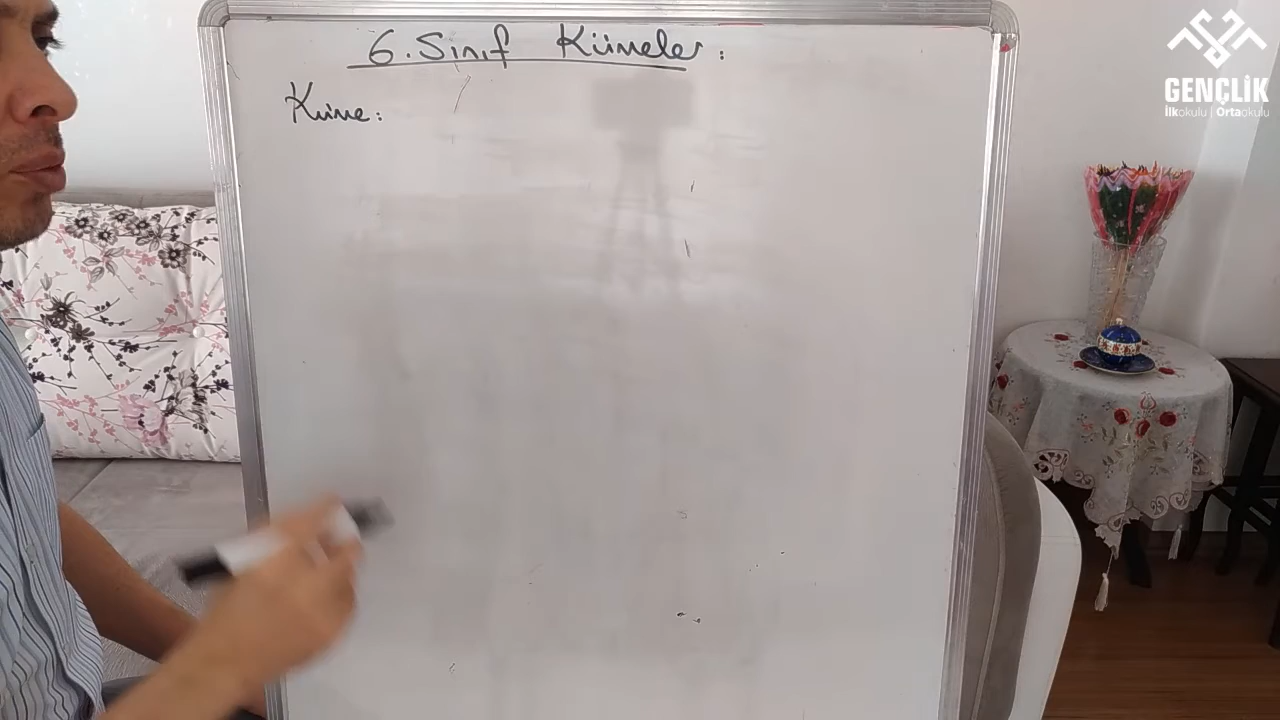 6. Sınıf Kümeler :
Küme :
GENÇLİK
İlkokulu | Ortaokulu